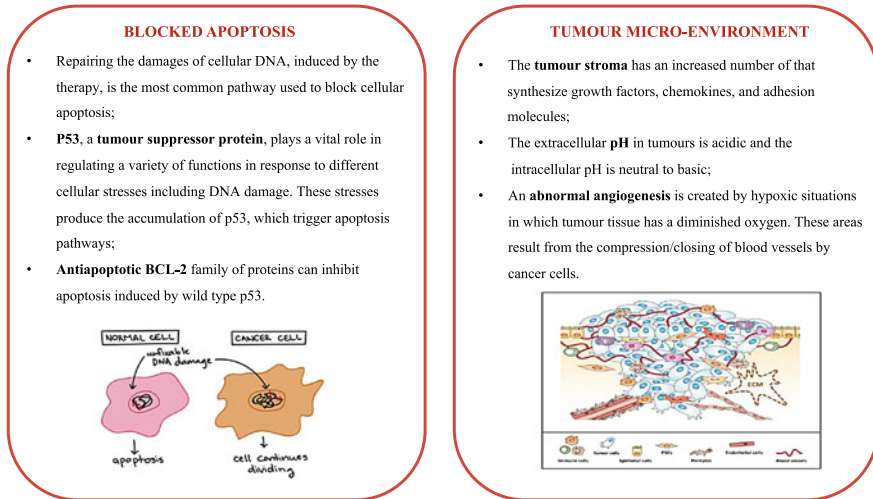 BLOCKED APOPTOSIS
• Repairing the damages of cellular DNA, induced by the
therapy, is the most common pathway used to block cellular
apoptosis;
• P53, a tumour suppressor protein, plays a vital role in
regulating a variety of functions in response to different
cellular stresses including DNA damage. These stresses
produce the accumulation of p53, which trigger apoptosis
pathways;
• Antiapoptotic BCL-2 family of proteins can inhibit
apoptosis induced by wild type p53.
NORMAL CELL
CANCER CELL
unfixable
DNA damage
apoptosis
cell continues
dividing
TUMOUR MICRO-ENVIRONMENT
• The tumour stroma has an increased number of that
synthesize growth factors, chemokines, and adhesion
molecules;
• The extracellular pH in tumours is acidic and the
intracellular pH is neutral to basic;
• An abnormal angiogenesis is created by hypoxic situations
in which tumour tissue has a diminished oxygen. These areas
result from the compression/closing of blood vessels by
cancer cells.
ECM
Immune cells
Tumor cells
Epithelial cells
PSCs
Pericytes
Endothelial cells
Blood vessels